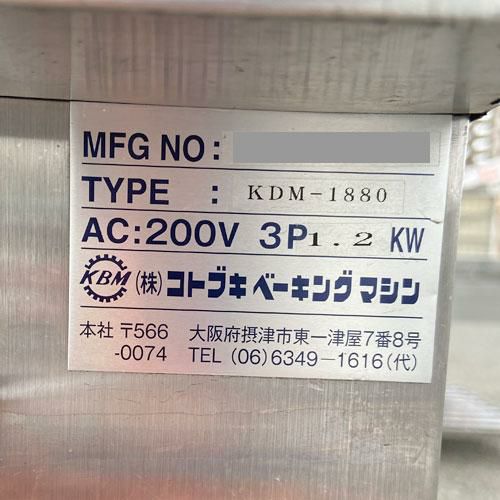 MFG NO :
TYPE : KDM-1880
AC:200V 3P 1.2 KW
KBM (株)コトブキベーキングマシン
本社 〒566 大阪府摂津市東一津屋7番8号
-0074 TEL (06)6349-1616(代)